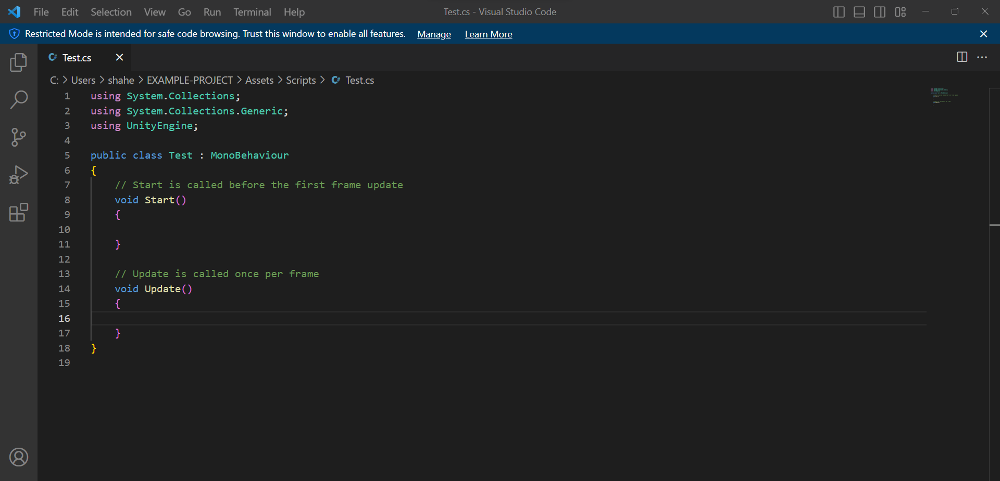 File Edit Selection View Go Run Terminal Help Test.cs - Visual Studio Code
Restricted Mode is intended for safe code browsing. Trust this window to enable all features. Manage Learn More
C# Test.cs
C: > Users > shahe > EXAMPLE-PROJECT > Assets > Scripts > C# Test.cs
1 using System.Collections;
2 using System.Collections.Generic;
3 using UnityEngine;
4
5 public class Test : MonoBehaviour
6 {
7 // Start is called before the first frame update
8 void Start()
9 {
10
11 }
12
13 // Update is called once per frame
14 void Update()
15 {
16
17 }
18 }
19